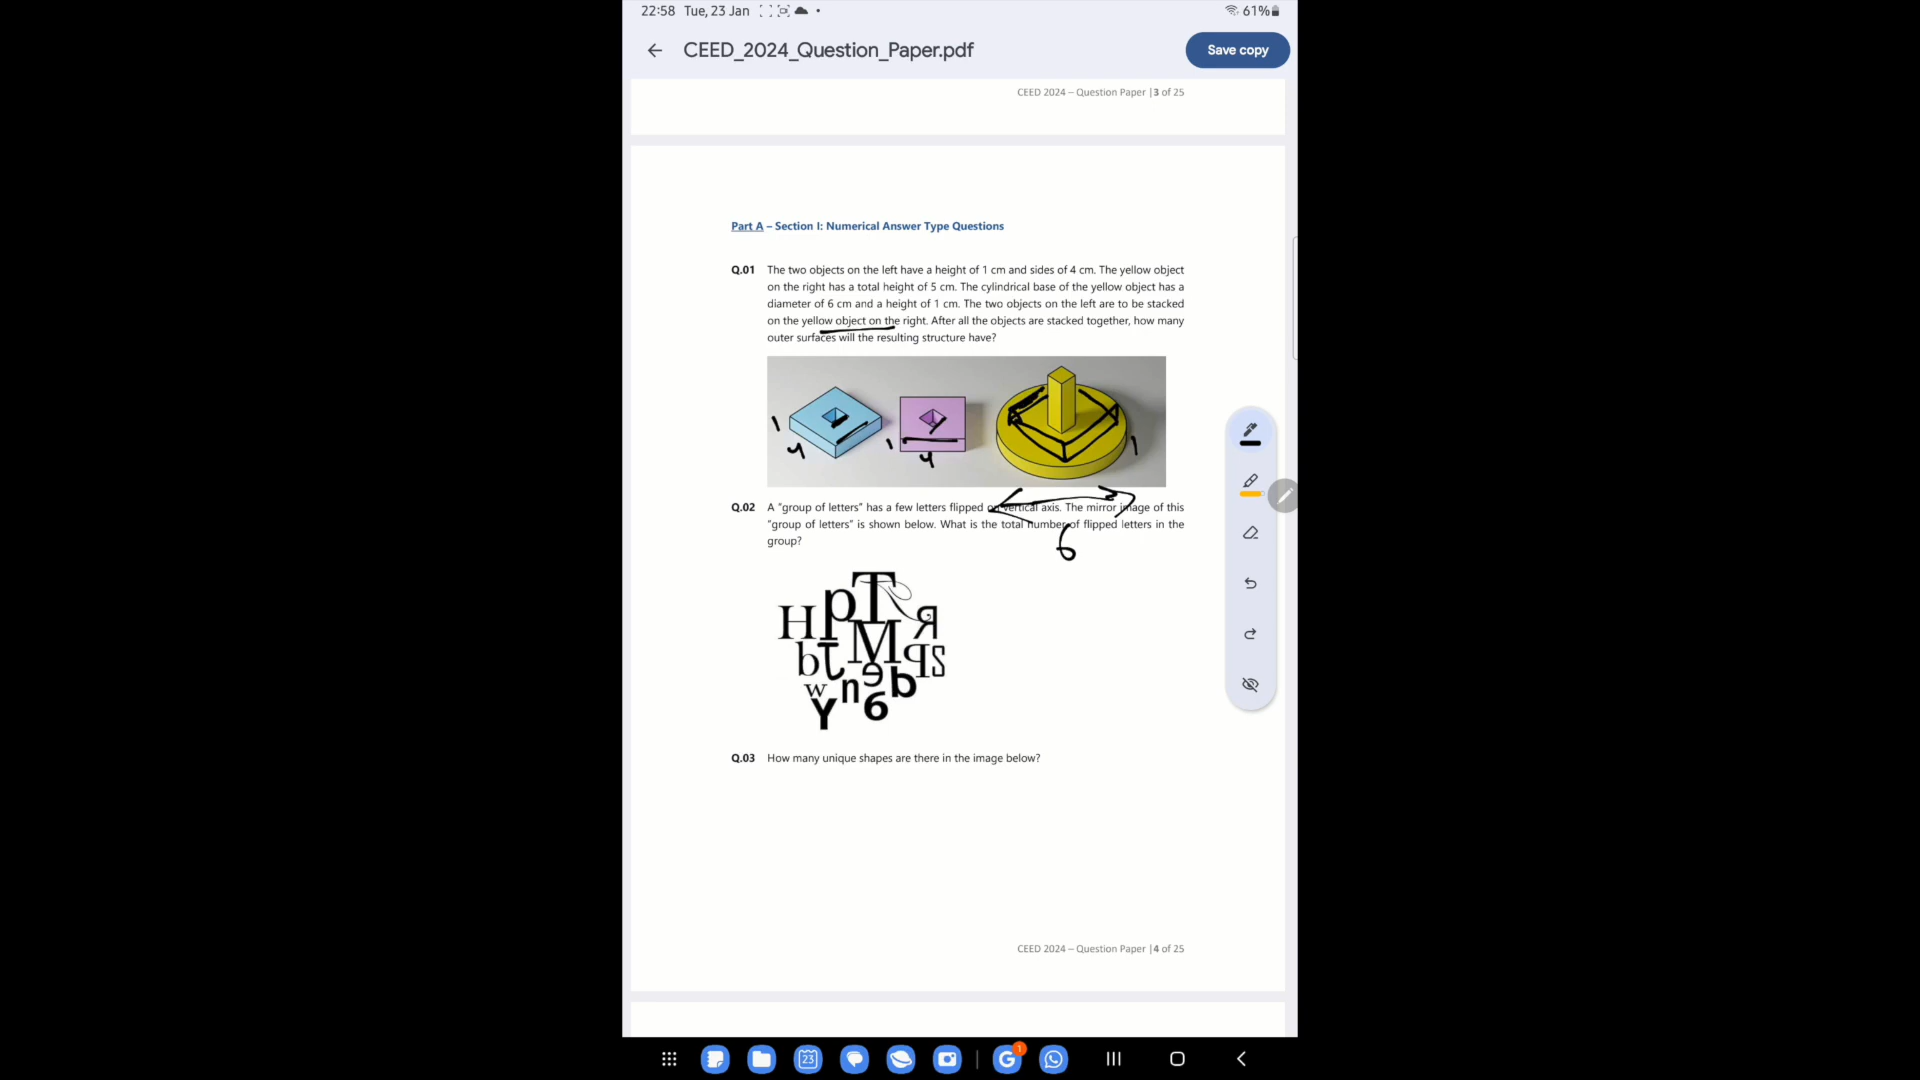 22:58 Tue, 23 Jan
61%
CEED_2024_Question_Paper.pdf
Save copy
CEED 2024 – Question Paper |3 of 25
Part A – Section I: Numerical Answer Type Questions
Q.01 The two objects on the left have a height of 1 cm and sides of 4 cm. The yellow object
on the right has a total height of 5 cm. The cylindrical base of the yellow object has a
diameter of 6 cm and a height of 1 cm. The two objects on the left are to be stacked
on the yellow object on the right. After all the objects are stacked together, how many
outer surfaces will the resulting structure have?
1 4 1 4 1
6
Q.02 A "group of letters" has a few letters flipped on vertical axis. The mirror image of this
"group of letters" is shown below. What is the total number of flipped letters in the
group?
Q.03 How many unique shapes are there in the image below?
CEED 2024 – Question Paper |4 of 25
23
G 1